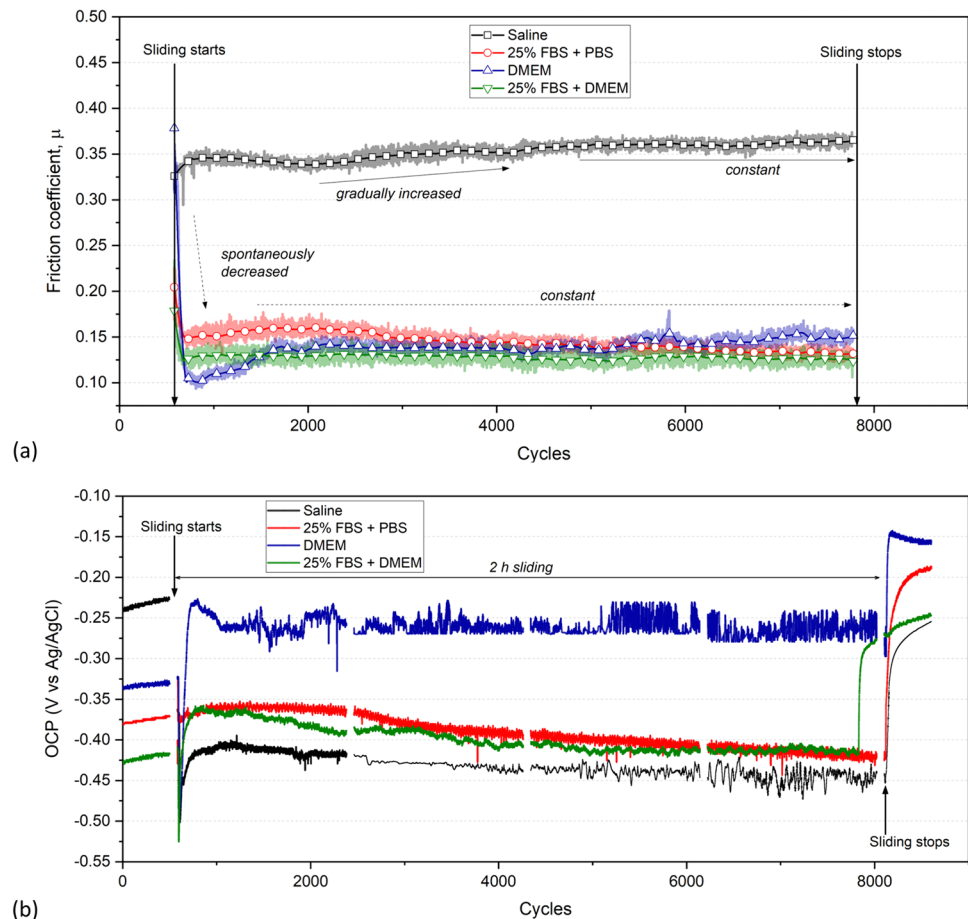 0.50
0.45
0.40
0.35
0.30
0.25
0.20
0.15
0.10
Friction coefficient, μ
Sliding starts
Saline
25% FBS + PBS
DMEM
25% FBS + DMEM
Sliding stops
gradually increased
constant
spontaneously
decreased
constant
0 2000 4000 6000 8000
Cycles
(a)
-0.10
-0.15
-0.20
-0.25
-0.30
-0.35
-0.40
-0.45
-0.50
-0.55
OCP (V vs Ag/AgCl)
Sliding starts
Saline
25% FBS + PBS
DMEM
25% FBS + DMEM
2 h sliding
Sliding stops
0 2000 4000 6000 8000
Cycles
(b)